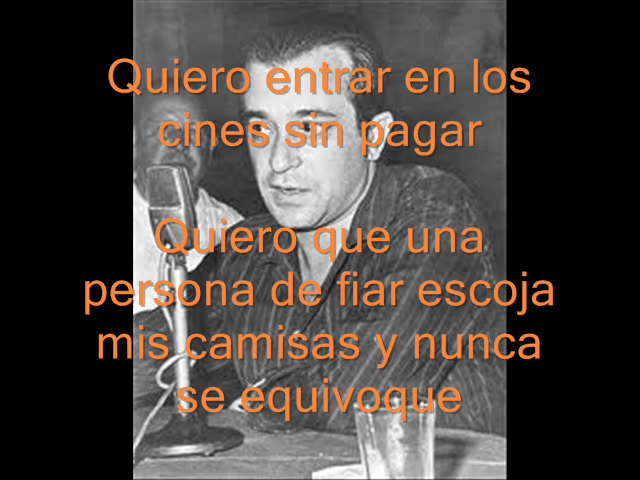 Quiero entrar en los
cines sin pagar
Quiero que una
persona de fiar escoja
mis camisas y nunca
se equivoque